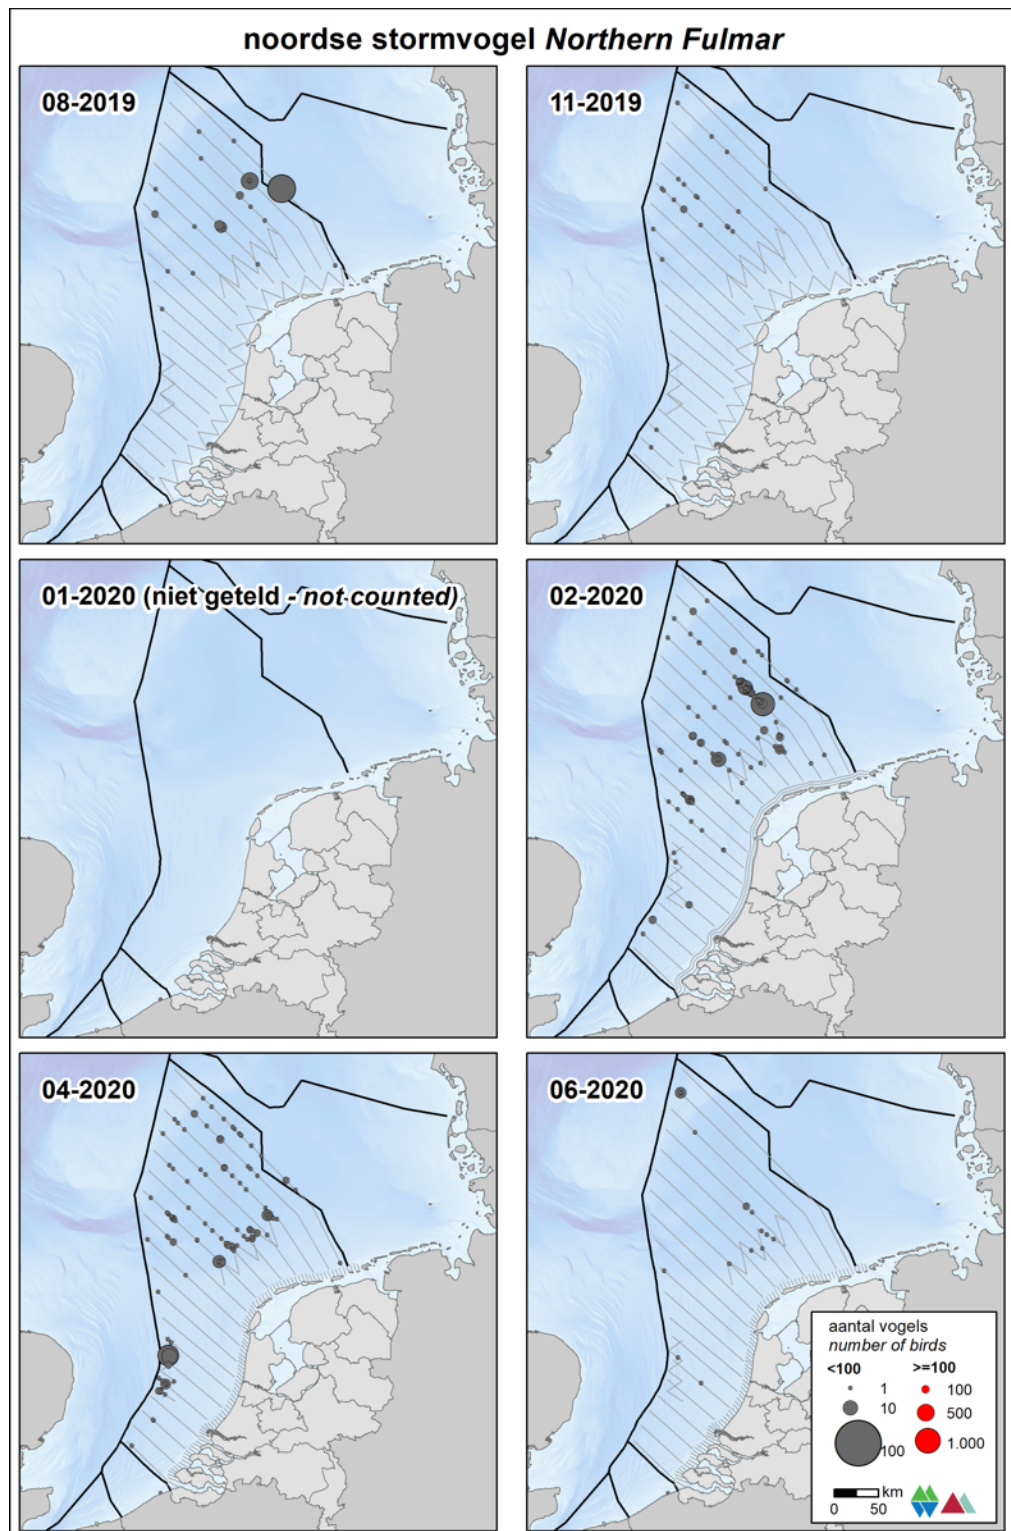 noordse stormvogel Northern Fulmar
08-2019
11-2019
01-2020 (niet geteld - not counted)
02-2020
04-2020
06-2020
aantal vogels
number of birds
<100 >=100
1 100
10 500
100 1.000
km
0 50